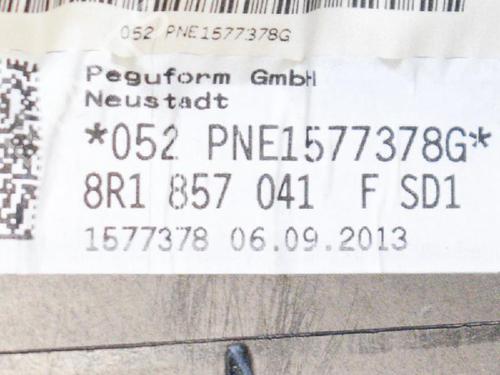 052 PNE1577378G
Peguform GmbH
Neustadt
*052 PNE1577378G*
8R1 857 041 F SD1
1577378 06.09.2013